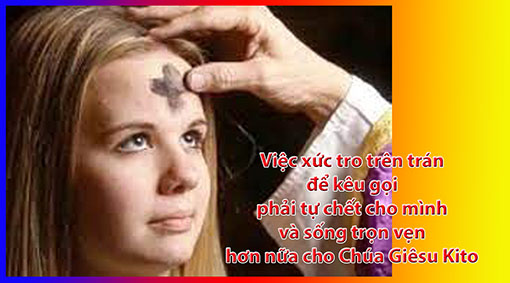 Việc xức tro trên trán
để kêu gọi
phải tự chết cho mình
và sống trọn vẹn
hơn nữa cho Chúa Giêsu Kito